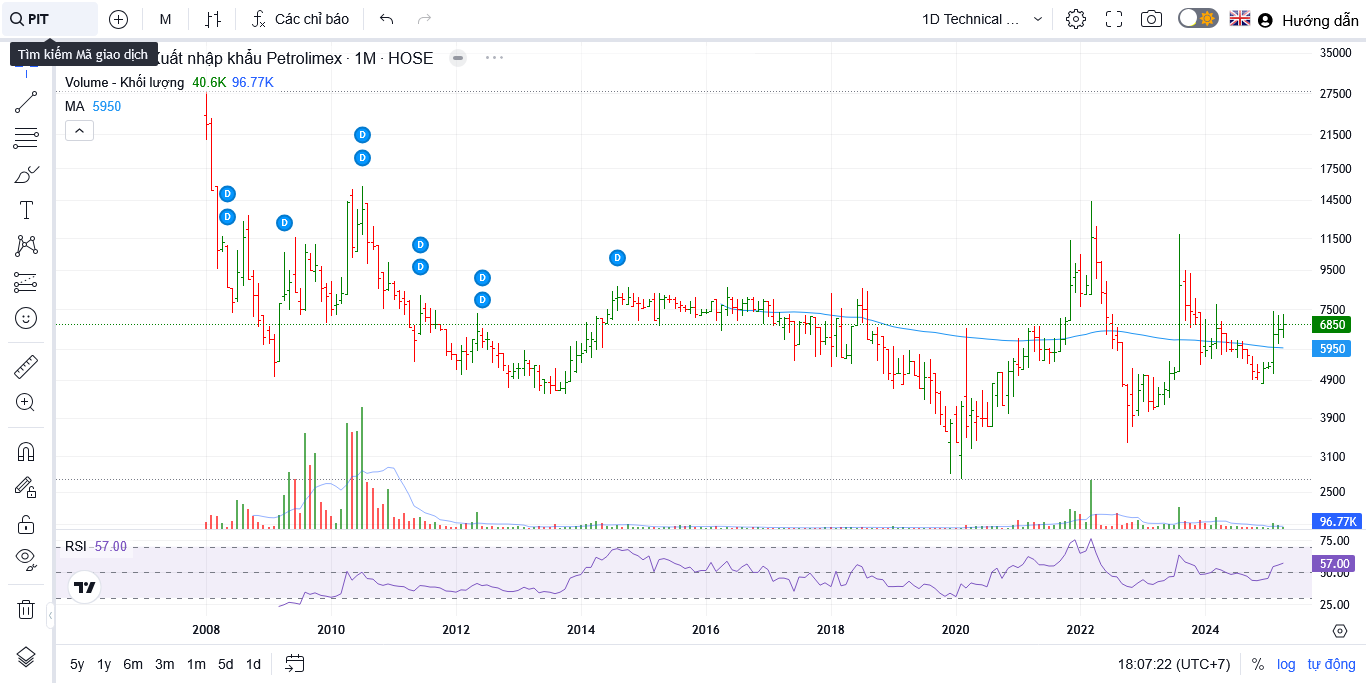 PIT
M
Các chỉ báo
1D Technical ...
Hướng dẫn
Tìm kiếm Mã giao dịch
Xuất nhập khẩu Petrolimex · 1M · HOSE
Volume - Khối lượng 40.6K 96.77K
MA 5950
D
D
D
D
D
D
D
D
D
D
35000
27500
21500
17500
14500
11500
9500
7500
6850
5950
4900
3900
3100
2500
96.77K
RSI 57.00
75.00
57.00
50.00
25.00
2008 2010 2012 2014 2016 2018 2020 2022 2024
5y 1y 6m 3m 1m 5d 1d
18:07:22 (UTC+7) % log tự động